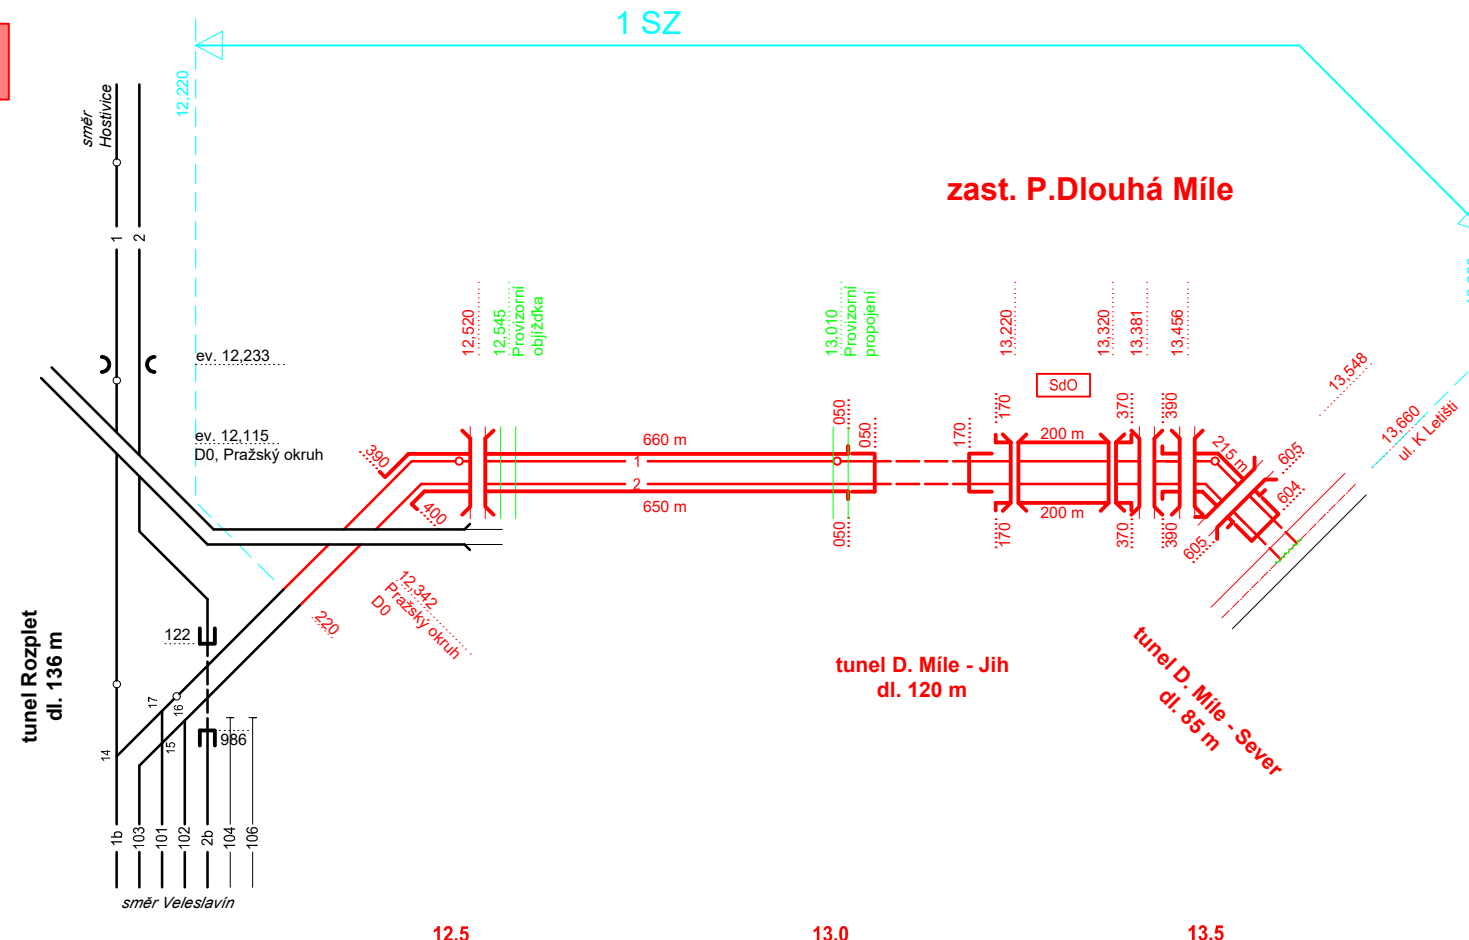 1 SZ
12,220
směr
Hostivice
zast. P.Dlouhá Míle
1
2
12,520
12,545
Provizorní
objížďka
13,010
Provizorní
propojení
13,220
13,320
13,381
13,456
13,548
13,660
ul. K Letišti
ev. 12,233
SdO
ev. 12,115
D0, Pražský okruh
390
660 m
050
050
170
170
200 m
370
390
215 m
605
1
2
400
650 m
050
170
200 m
370
390
605
604
12,342
Pražský okruh
D0
220
122
tunel Rozplet
dl. 136 m
tunel D. Míle - Jih
dl. 120 m
tunel D. Míle - Sever
dl. 85 m
17
16
15
14
986
1b
103
101
102
2b
104
106
směr Veleslavín
12.5
13.0
13.5